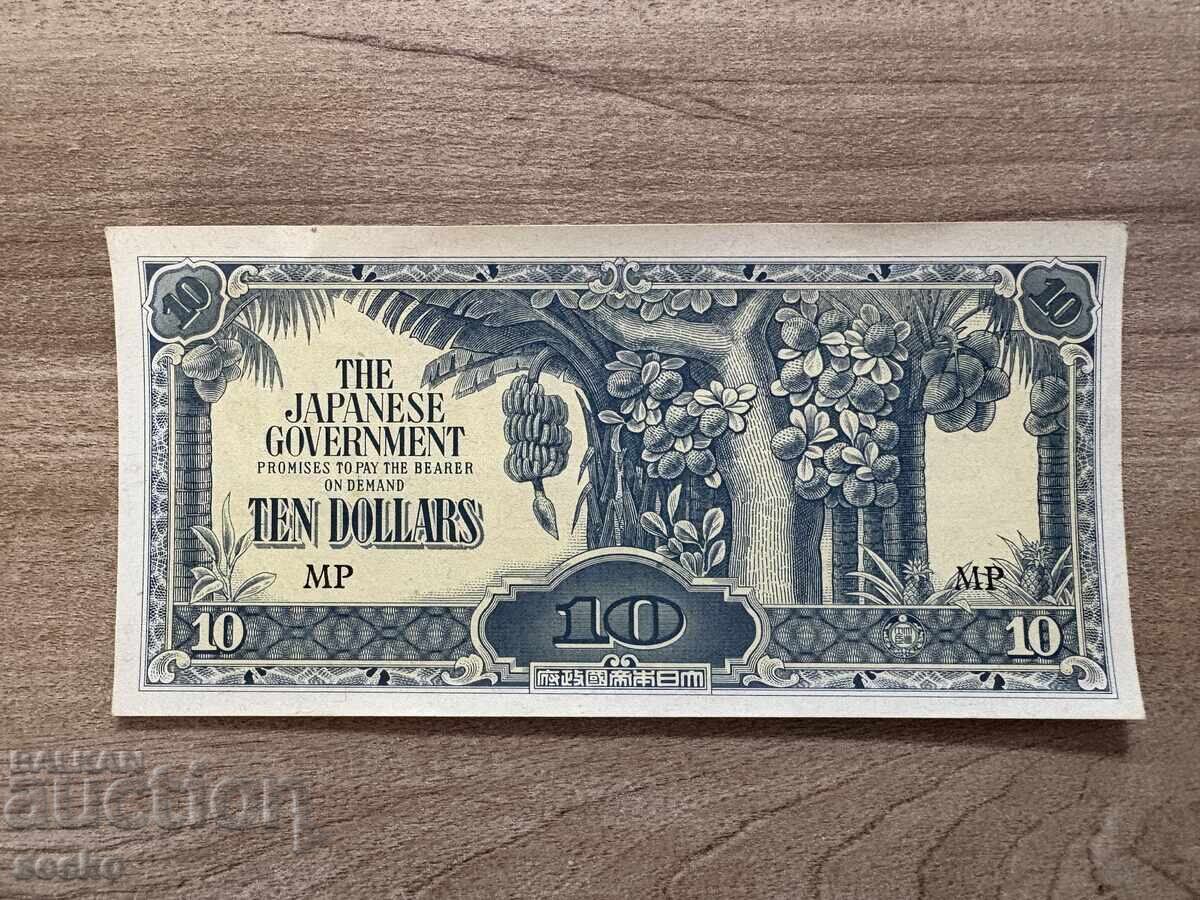 10
10
THE
JAPANESE
GOVERNMENT
PROMISES TO PAY THE BEARER
ON DEMAND
TEN DOLLARS
MP
MP
10
10
10
府政國帝本日大
BALKAN
auction
sosko